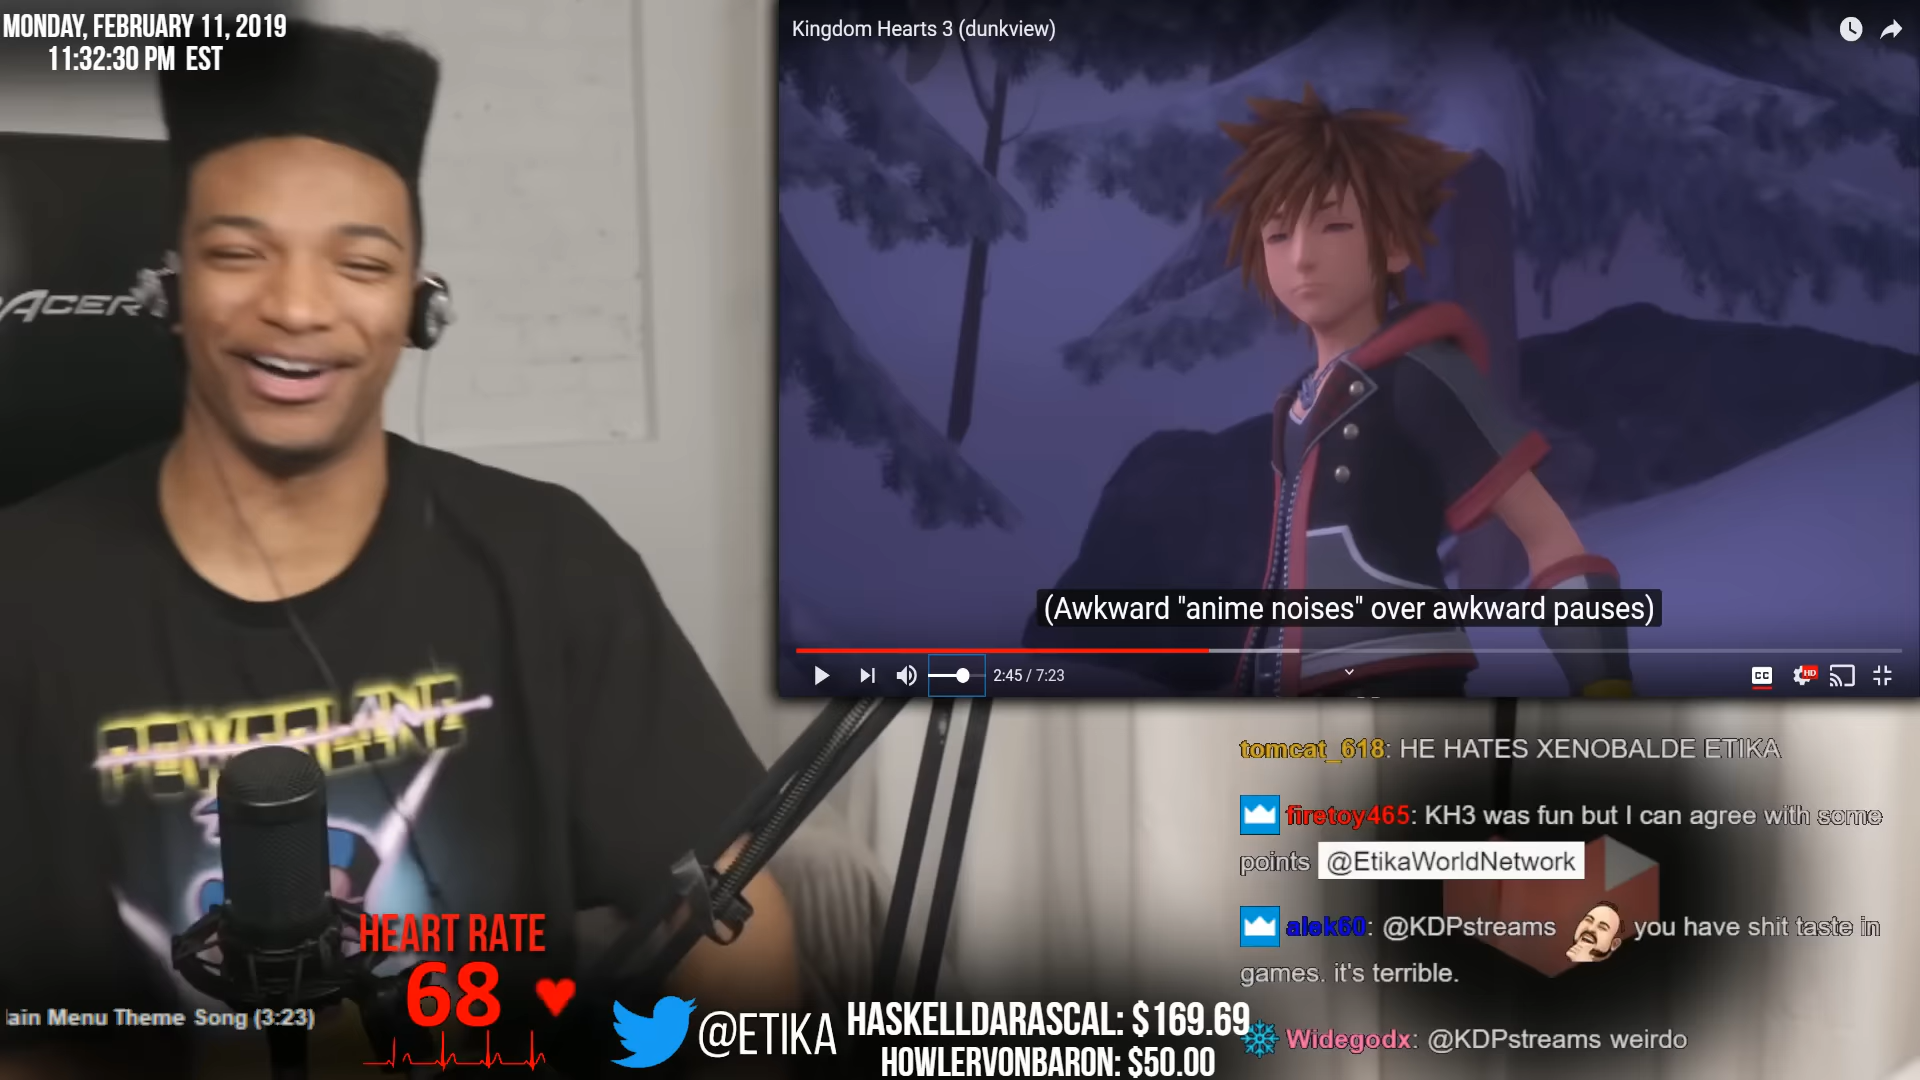 MONDAY, FEBRUARY 11, 2019
11:32:30 PM EST
ACER
Kingdom Hearts 3 (dunkview)
(Awkward "anime noises" over awkward pauses)
2:45 / 7:23
CC
HD
tomcat_618: HE HATES XENOBALDE ETIKA
firetoy465: KH3 was fun but I can agree with some
points @EtikaWorldNetwork
alek60: @KDPstreams you have shit taste in
games. it's terrible.
Widegodx: @KDPstreams weirdo
HEART RATE
68
ain Menu Theme Song (3:23)
@ETIKA
HASKELLDARASCAL: $169.69
HOWLERVONBARON: $50.00